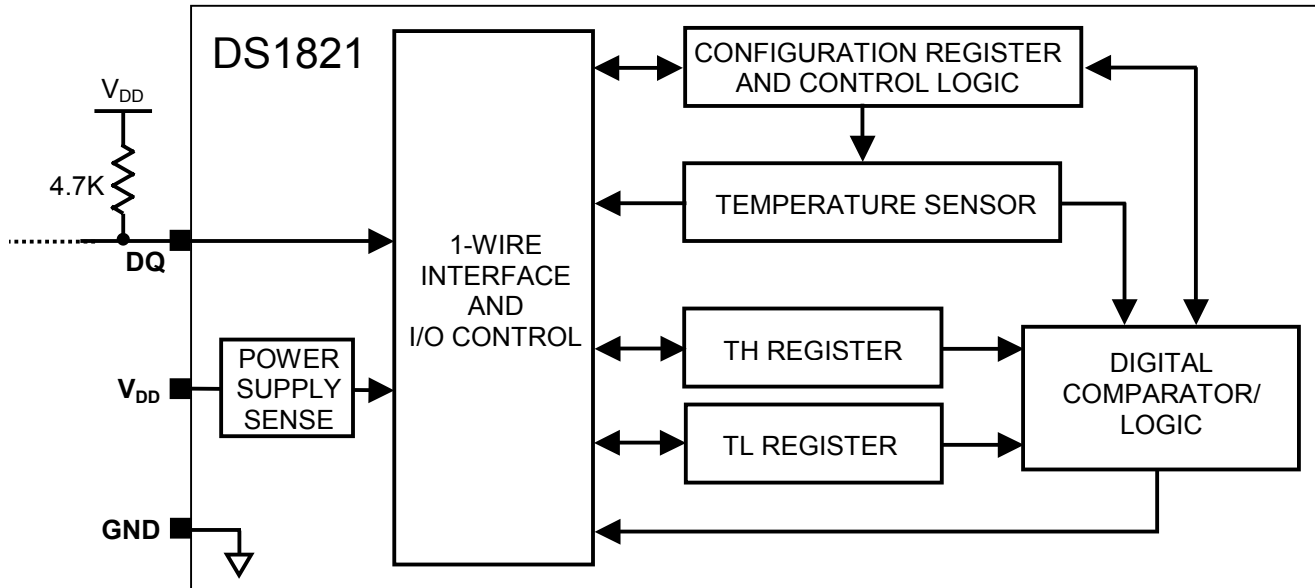 DS1821
V_DD
4.7K
DQ
V_DD
GND
POWER
SUPPLY
SENSE
1-WIRE
INTERFACE
AND
I/O CONTROL
CONFIGURATION REGISTER
AND CONTROL LOGIC
TEMPERATURE SENSOR
TH REGISTER
TL REGISTER
DIGITAL
COMPARATOR/
LOGIC